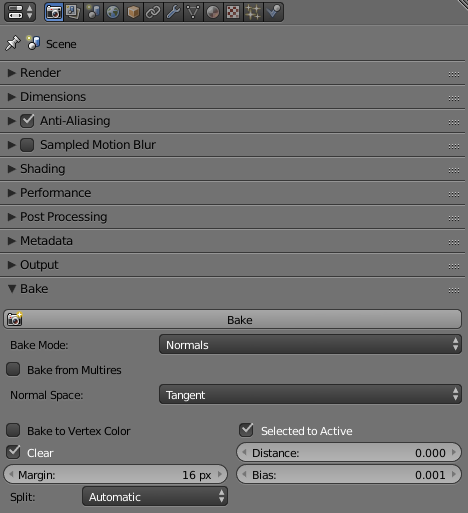 Scene
Render
Dimensions
Anti-Aliasing
Sampled Motion Blur
Shading
Performance
Post Processing
Metadata
Output
Bake
Bake
Bake Mode: Normals
Bake from Multires
Normal Space: Tangent
Bake to Vertex Color Selected to Active
Clear Distance: 0.000
Margin: 16 px Bias: 0.001
Split: Automatic